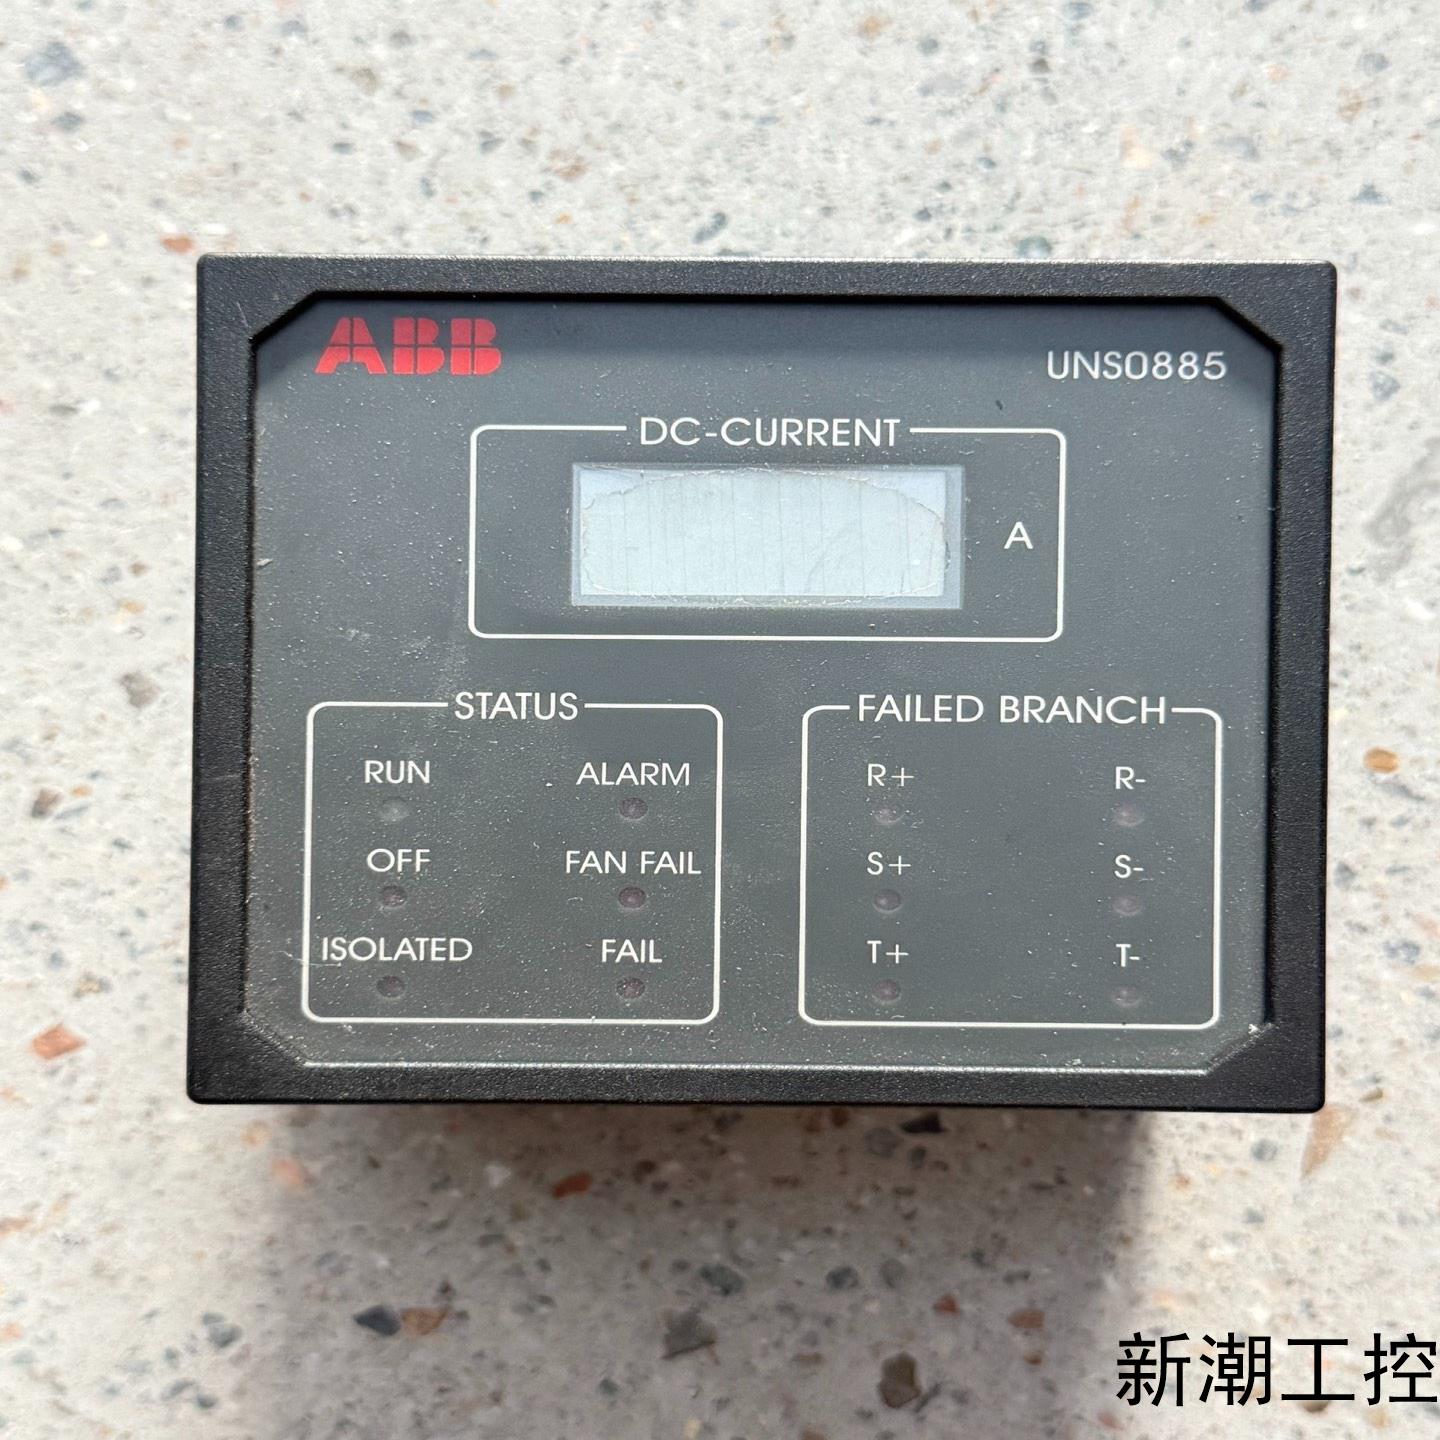 ABB
UNS0885
DC-CURRENT
A
STATUS
RUN ALARM
OFF FAN FAIL
ISOLATED FAIL
FAILED BRANCH
R+ R-
S+ S-
T+ T-
新潮工控